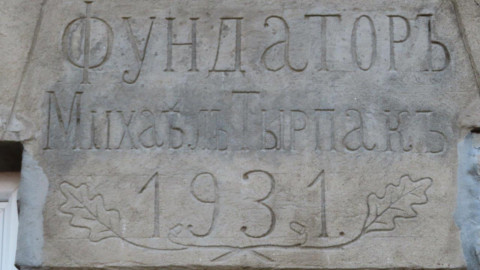 Фундаторъ
Михаѣлъ Тырпакъ
1931.